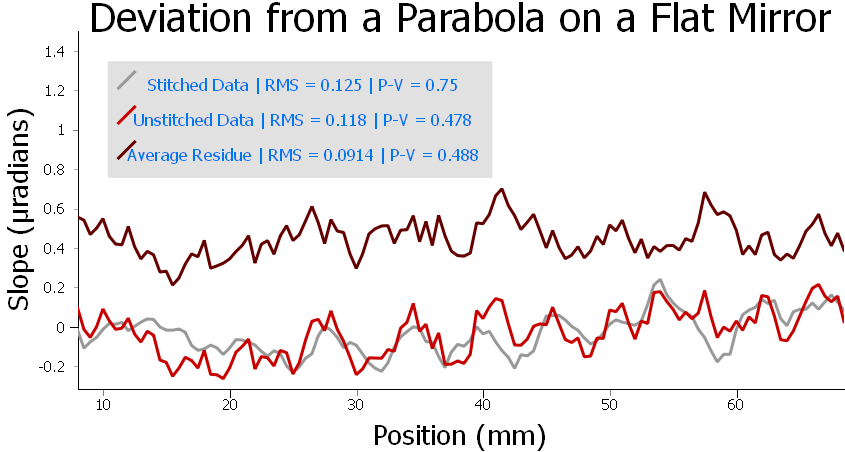 Deviation from a Parabola on a Flat Mirror
Slope (µradians)
1.4
1.2
1
0.8
0.6
0.4
0.2
0
-0.2
Stitched Data | RMS = 0.125 | P-V = 0.75
Unstitched Data | RMS = 0.118 | P-V = 0.478
Average Residue | RMS = 0.0914 | P-V = 0.488
10 20 30 40 50 60
Position (mm)